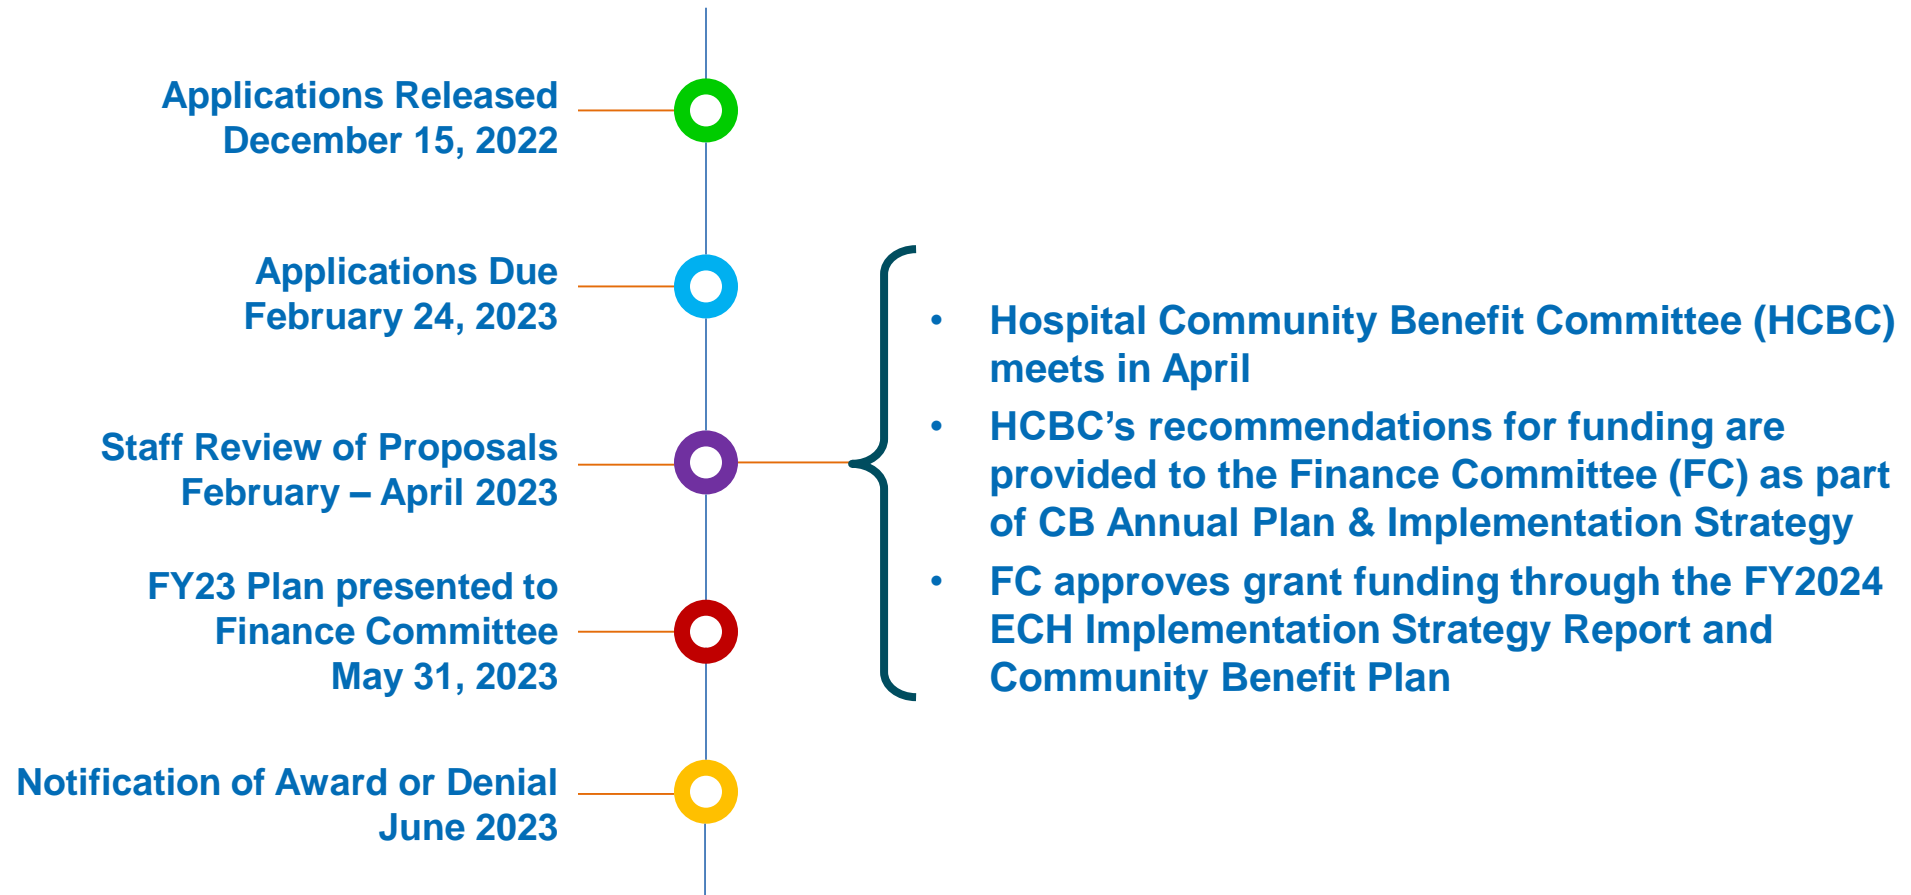 Applications Released
December 15, 2022
Applications Due
February 24, 2023
Staff Review of Proposals
February – April 2023
FY23 Plan presented to
Finance Committee
May 31, 2023
Notification of Award or Denial
June 2023
• Hospital Community Benefit Committee (HCBC)
meets in April
• HCBC’s recommendations for funding are
provided to the Finance Committee (FC) as part
of CB Annual Plan & Implementation Strategy
• FC approves grant funding through the FY2024
ECH Implementation Strategy Report and
Community Benefit Plan